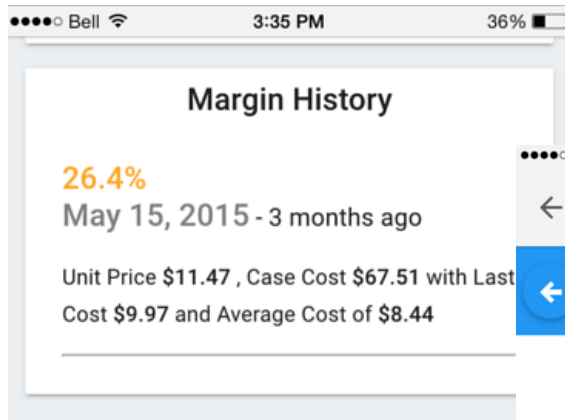 Bell 3:35 PM 36%
Margin History
26.4%
May 15, 2015 - 3 months ago
Unit Price $11.47 , Case Cost $67.51 with Last
Cost $9.97 and Average Cost of $8.44